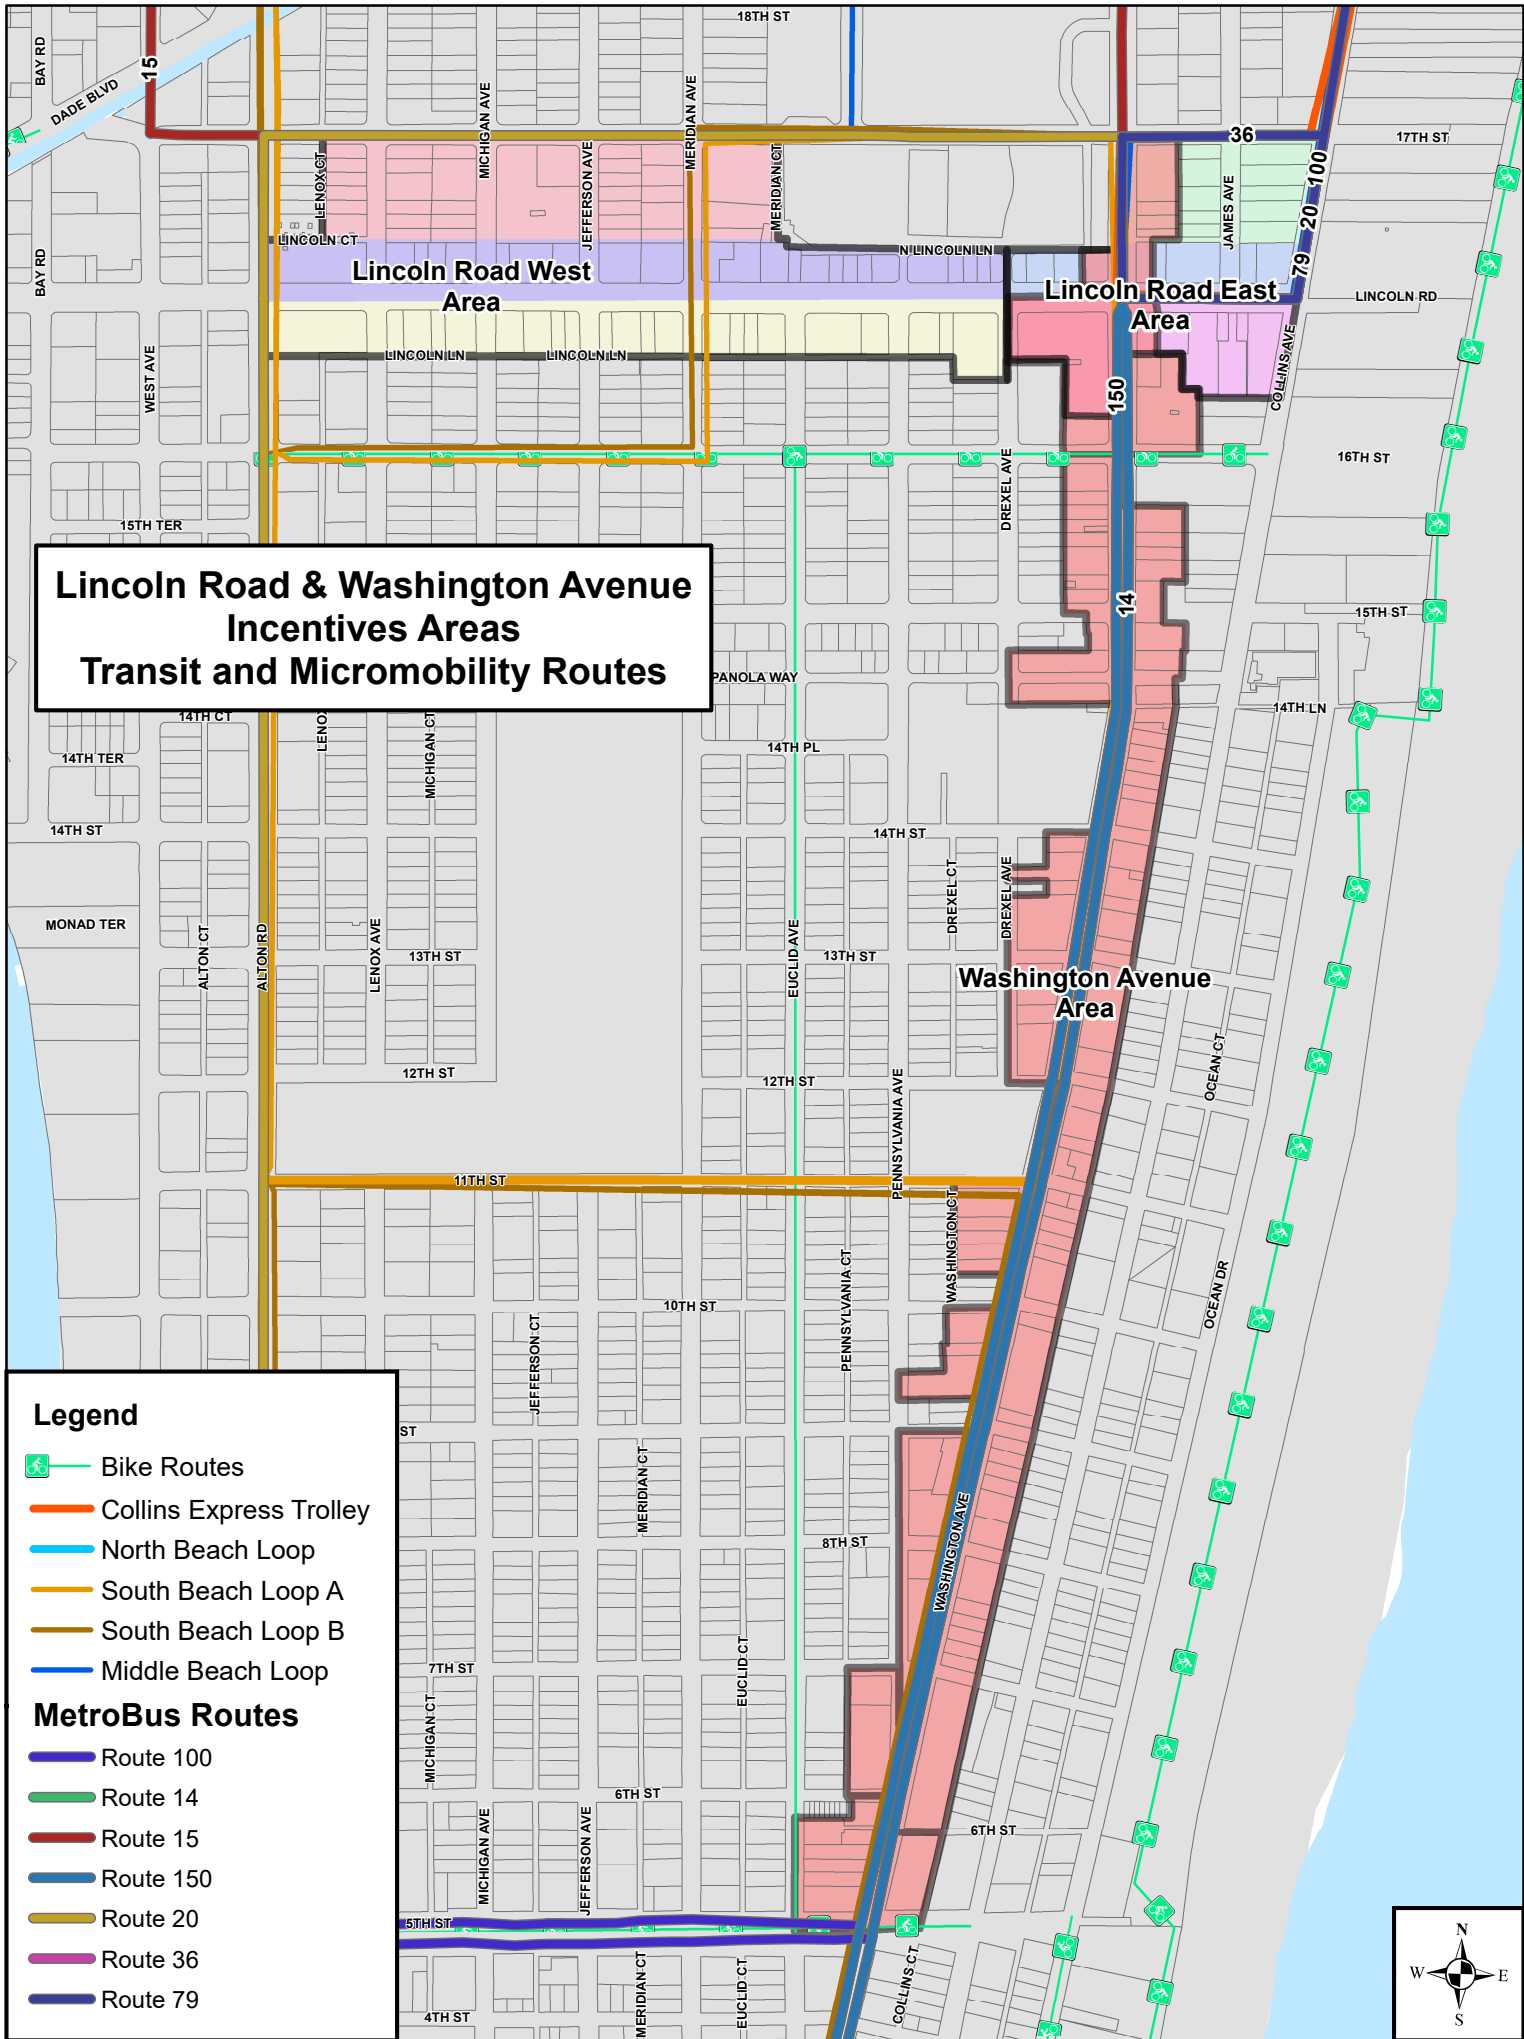 18TH ST
BAY RD
15
DADE BLVD
MICHIGAN AVE
MERIDIAN AVE
36
17TH ST
100
LENOX CT
JEFFERSON AVE
MERIDIAN CT
JAMES AVE
20
LINCOLN CT
N LINCOLN LN
79
BAY RD
Lincoln Road West
Area
Lincoln Road East
Area
LINCOLN RD
WEST AVE
LINCOLN LN
LINCOLN LN
COLLINS AVE
150
16TH ST
DREXEL AVE
15TH TER
Lincoln Road & Washington Avenue
Incentives Areas
Transit and Micromobility Routes
14
15TH ST
PANOLA WAY
14TH CT
14TH LN
LENOX
MICHIGAN CT
14TH TER
14TH PL
14TH ST
14TH ST
DREXEL CT
DREXEL AVE
MONAD TER
ALTON CT
ALTON RD
LENOX AVE
13TH ST
EUCLID AVE
13TH ST
Washington Avenue
Area
OCEAN CT
12TH ST
12TH ST
PENNSYLVANIA AVE
11TH ST
WASHINGTON CT
PENNSYLVANIA CT
OCEAN DR
10TH ST
JEFFERSON CT
ST
MERIDIAN CT
8TH ST
WASHINGTON AVE
7TH ST
EUCLID CT
MICHIGAN CT
6TH ST
6TH ST
MICHIGAN AVE
JEFFERSON AVE
5TH ST
COLLINS CT
MERIDIAN CT
EUCLID CT
4TH ST
Legend
Bike Routes
Collins Express Trolley
North Beach Loop
South Beach Loop A
South Beach Loop B
Middle Beach Loop
MetroBus Routes
Route 100
Route 14
Route 15
Route 150
Route 20
Route 36
Route 79
N
W E
S